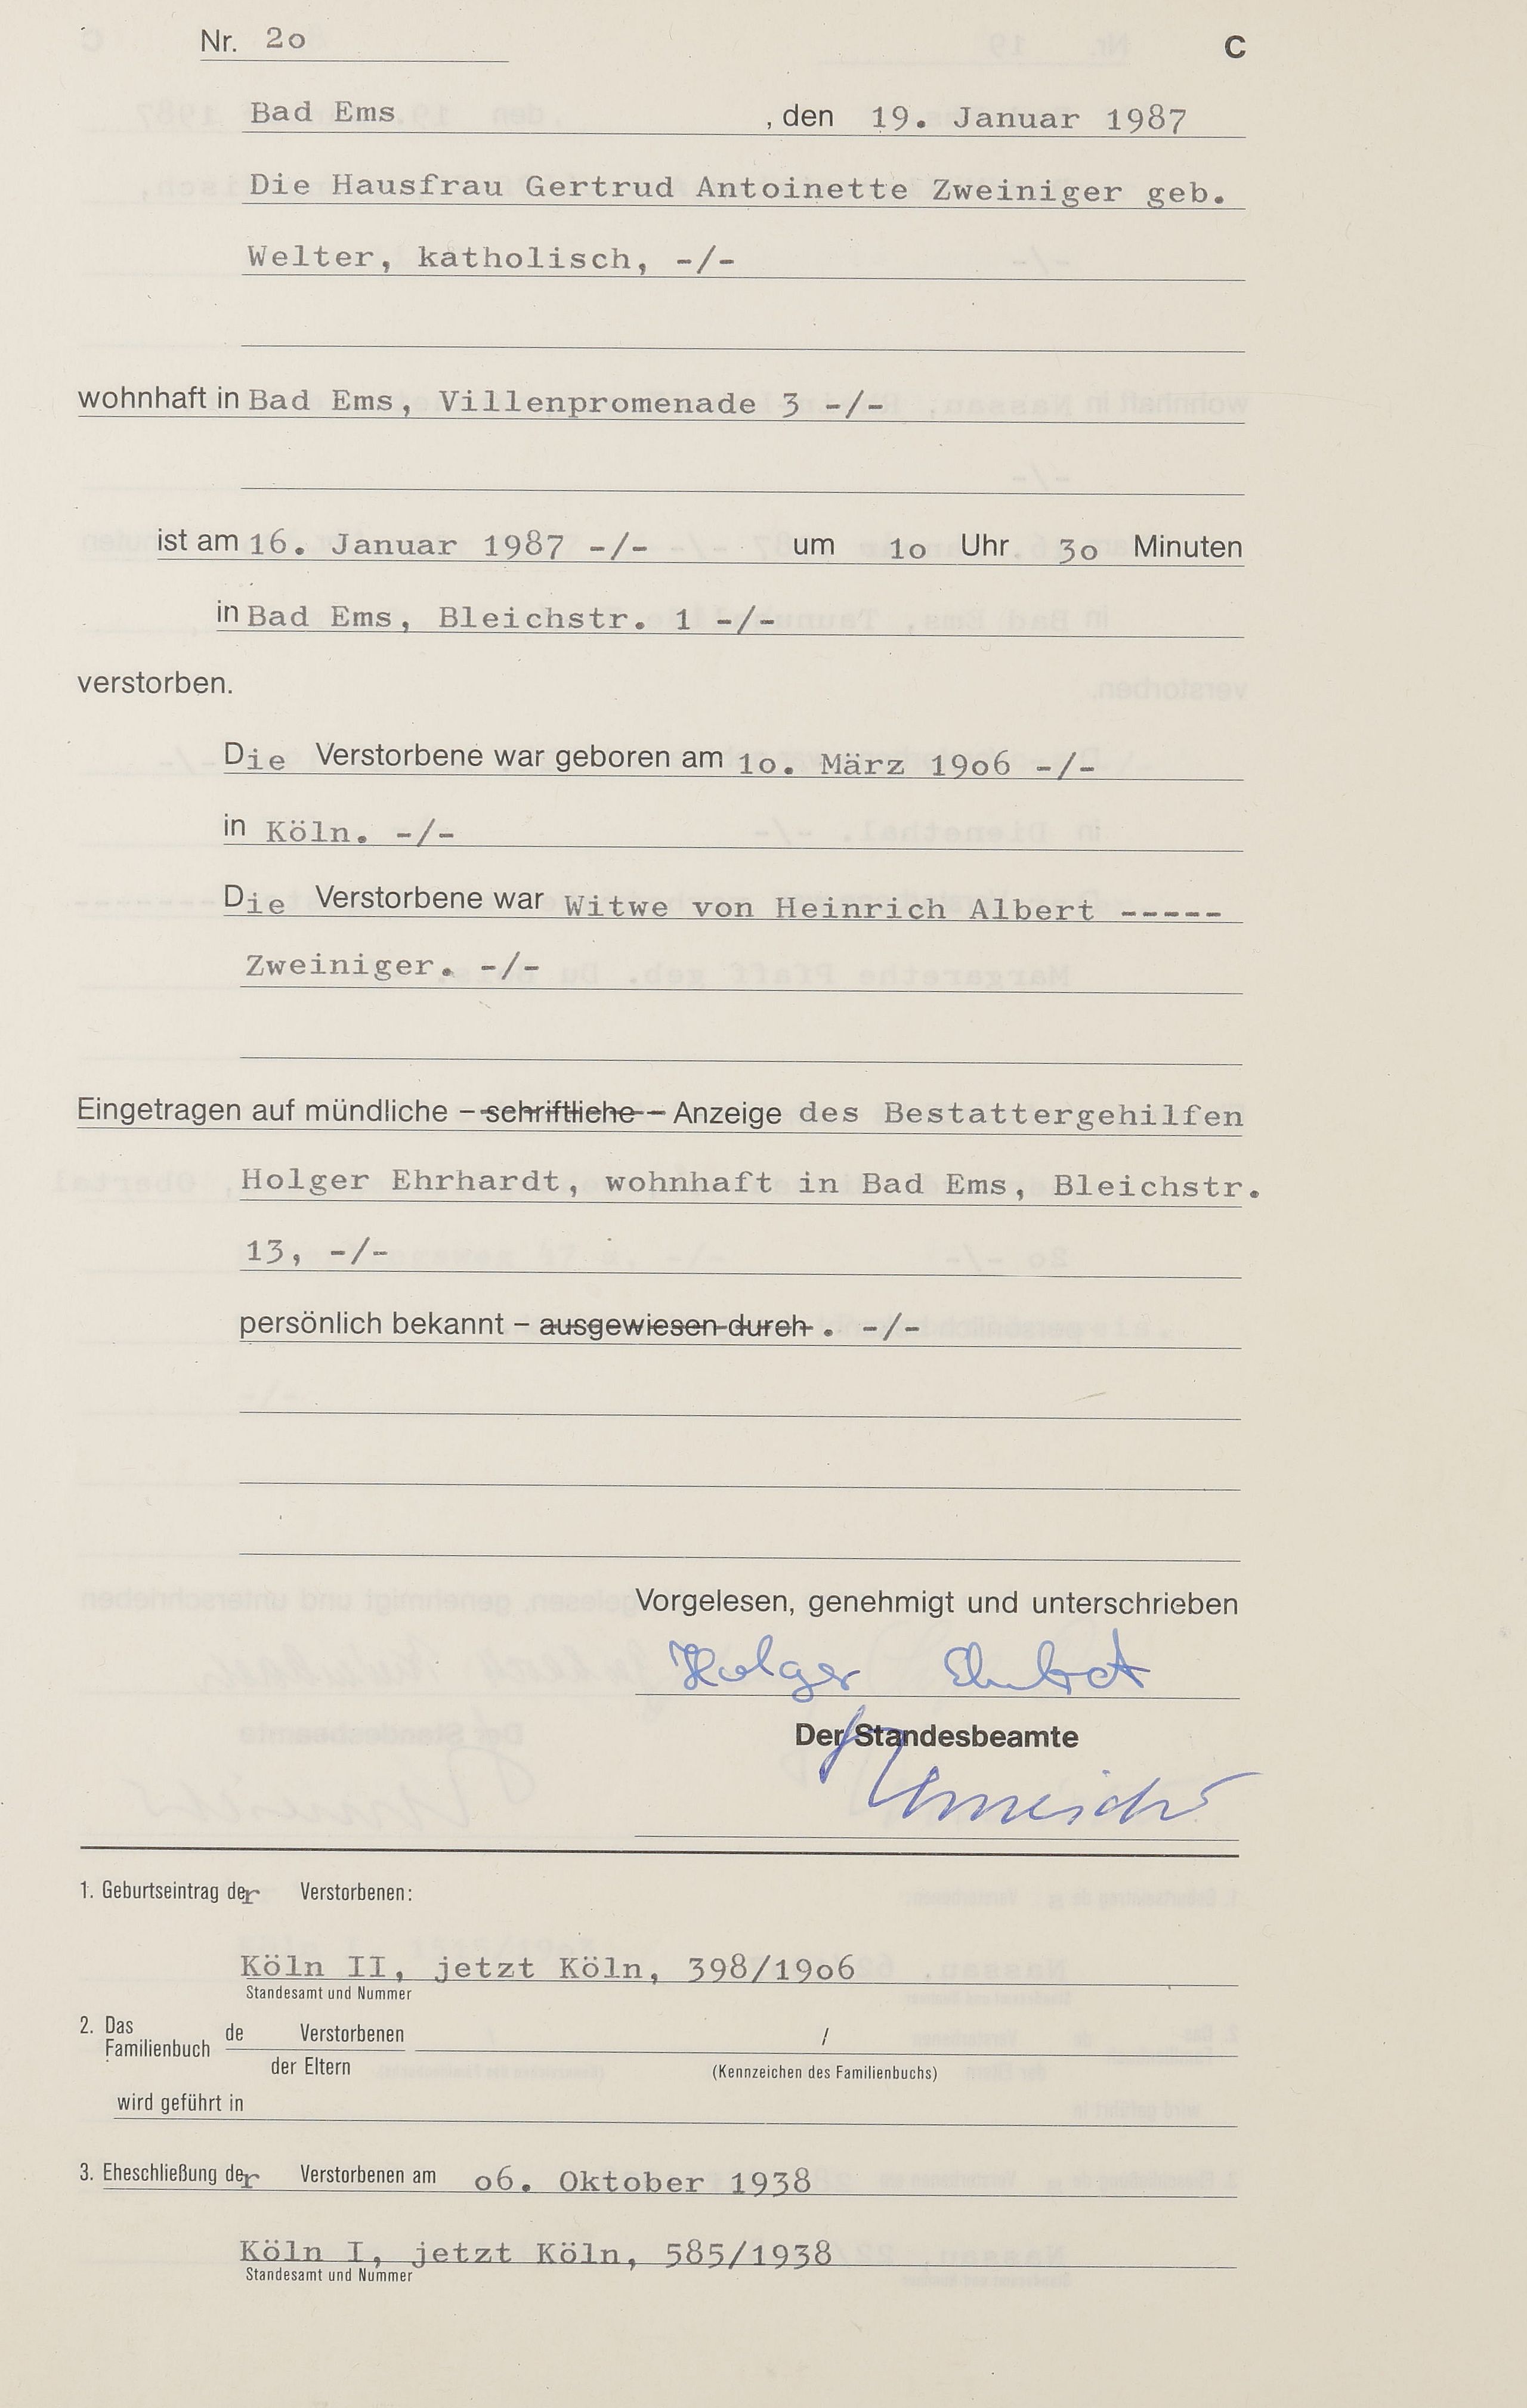 Nr. 2o
C
Bad Ems , den 19. Januar 1987
Die Hausfrau Gertrud Antoinette Zweiniger geb.
Welter, katholisch, -/-
wohnhaft in Bad Ems, Villenpromenade 3 -/-
ist am 16. Januar 1987 -/- um 1o Uhr 3o Minuten
in Bad Ems, Bleichstr. 1 -/-
verstorben.
Die Verstorbene war geboren am 1o. März 19o6 -/-
in Köln. -/-
Die Verstorbene war Witwe von Heinrich Albert -----
Zweiniger. -/-
Eingetragen auf mündliche – schriftliche – Anzeige des Bestattergehilfen
Holger Ehrhardt, wohnhaft in Bad Ems, Bleichstr.
13, -/-
persönlich bekannt – ausgewiesen durch . -/-
Vorgelesen, genehmigt und unterschrieben
Holger
Der Standesbeamte
1. Geburtseintrag der Verstorbenen:
Köln II, jetzt Köln, 398/19o6
Standesamt und Nummer
2. Das Familienbuch de Verstorbenen /
der Eltern (Kennzeichen des Familienbuchs)
wird geführt in
3. Eheschließung der Verstorbenen am o6. Oktober 1938
Köln I, jetzt Köln, 585/1938
Standesamt und Nummer